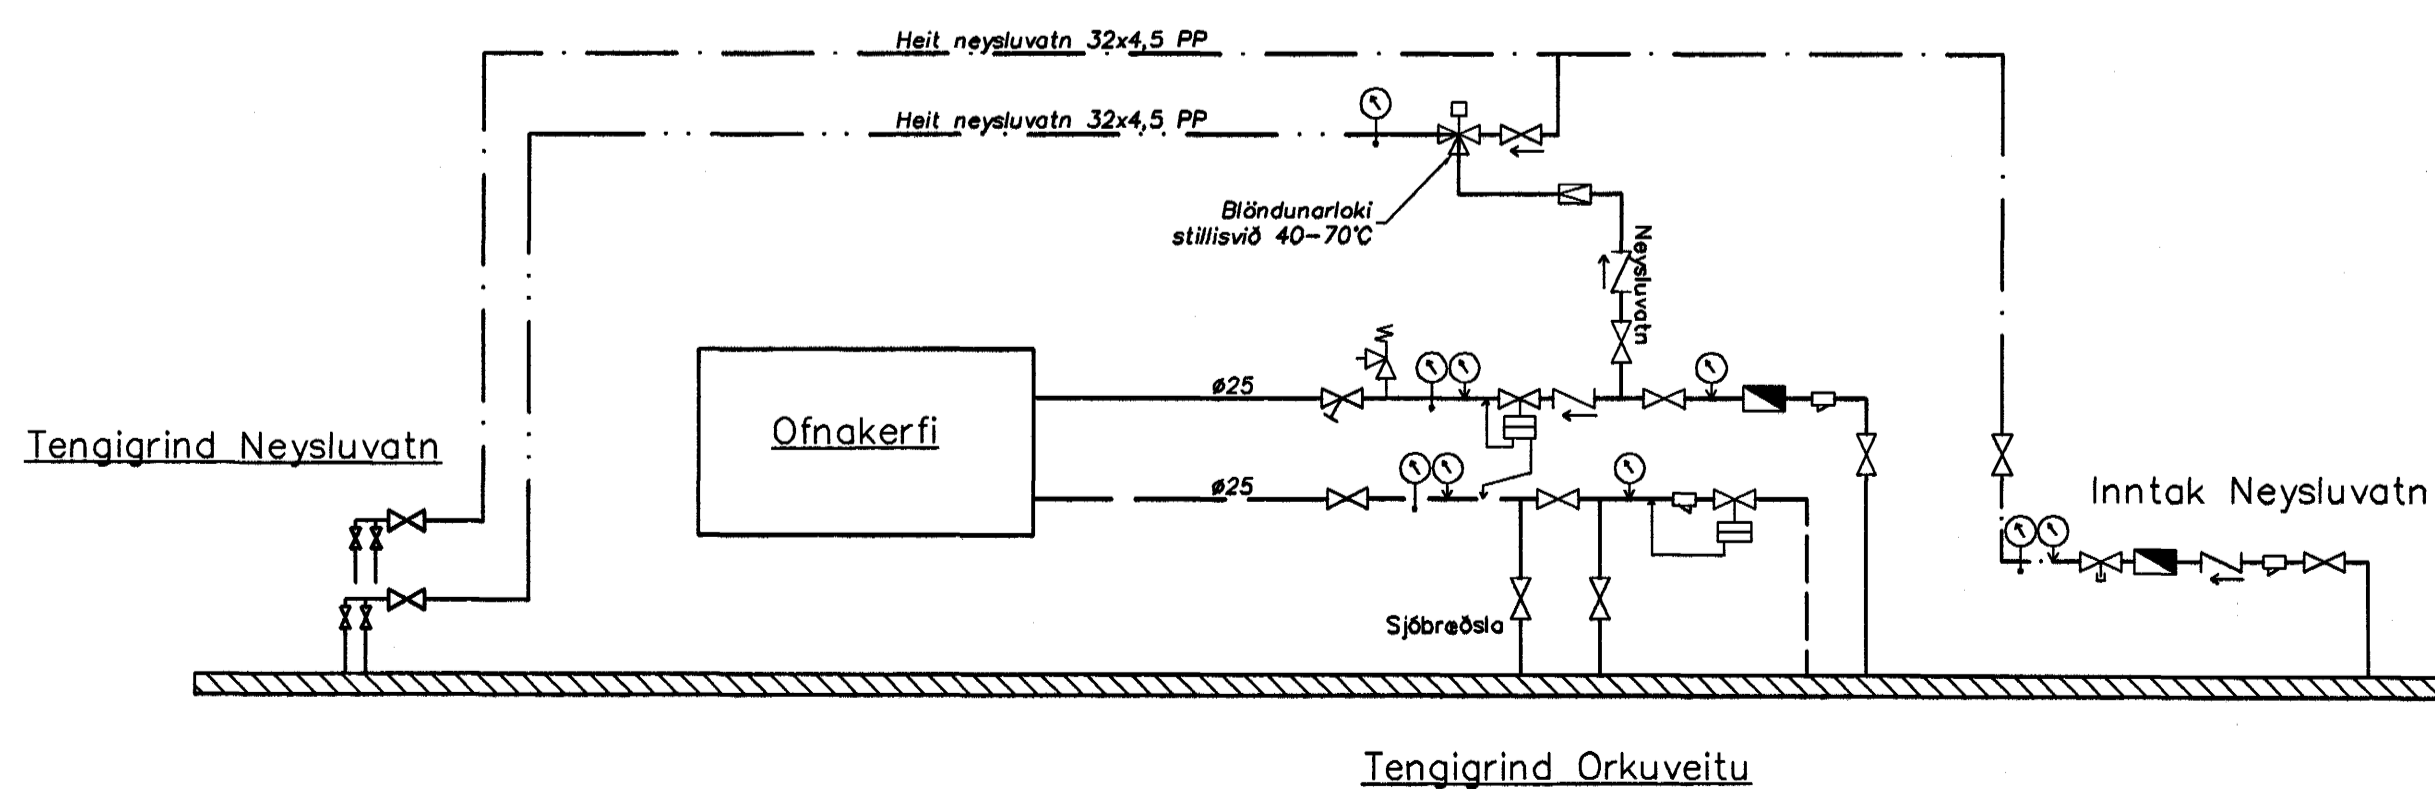 Heit neysluvatn 32x4,5 PP
Heit neysluvatn 32x4,5 PP
Blöndunarloki
stillisvið 40-70°C
Neysluvatn
ø25
Ofnakerfi
Tengigrind Neysluvatn
ø25
Inntak Neysluvatn
Sjóbræðsla
Tengigrind Orkuveitu